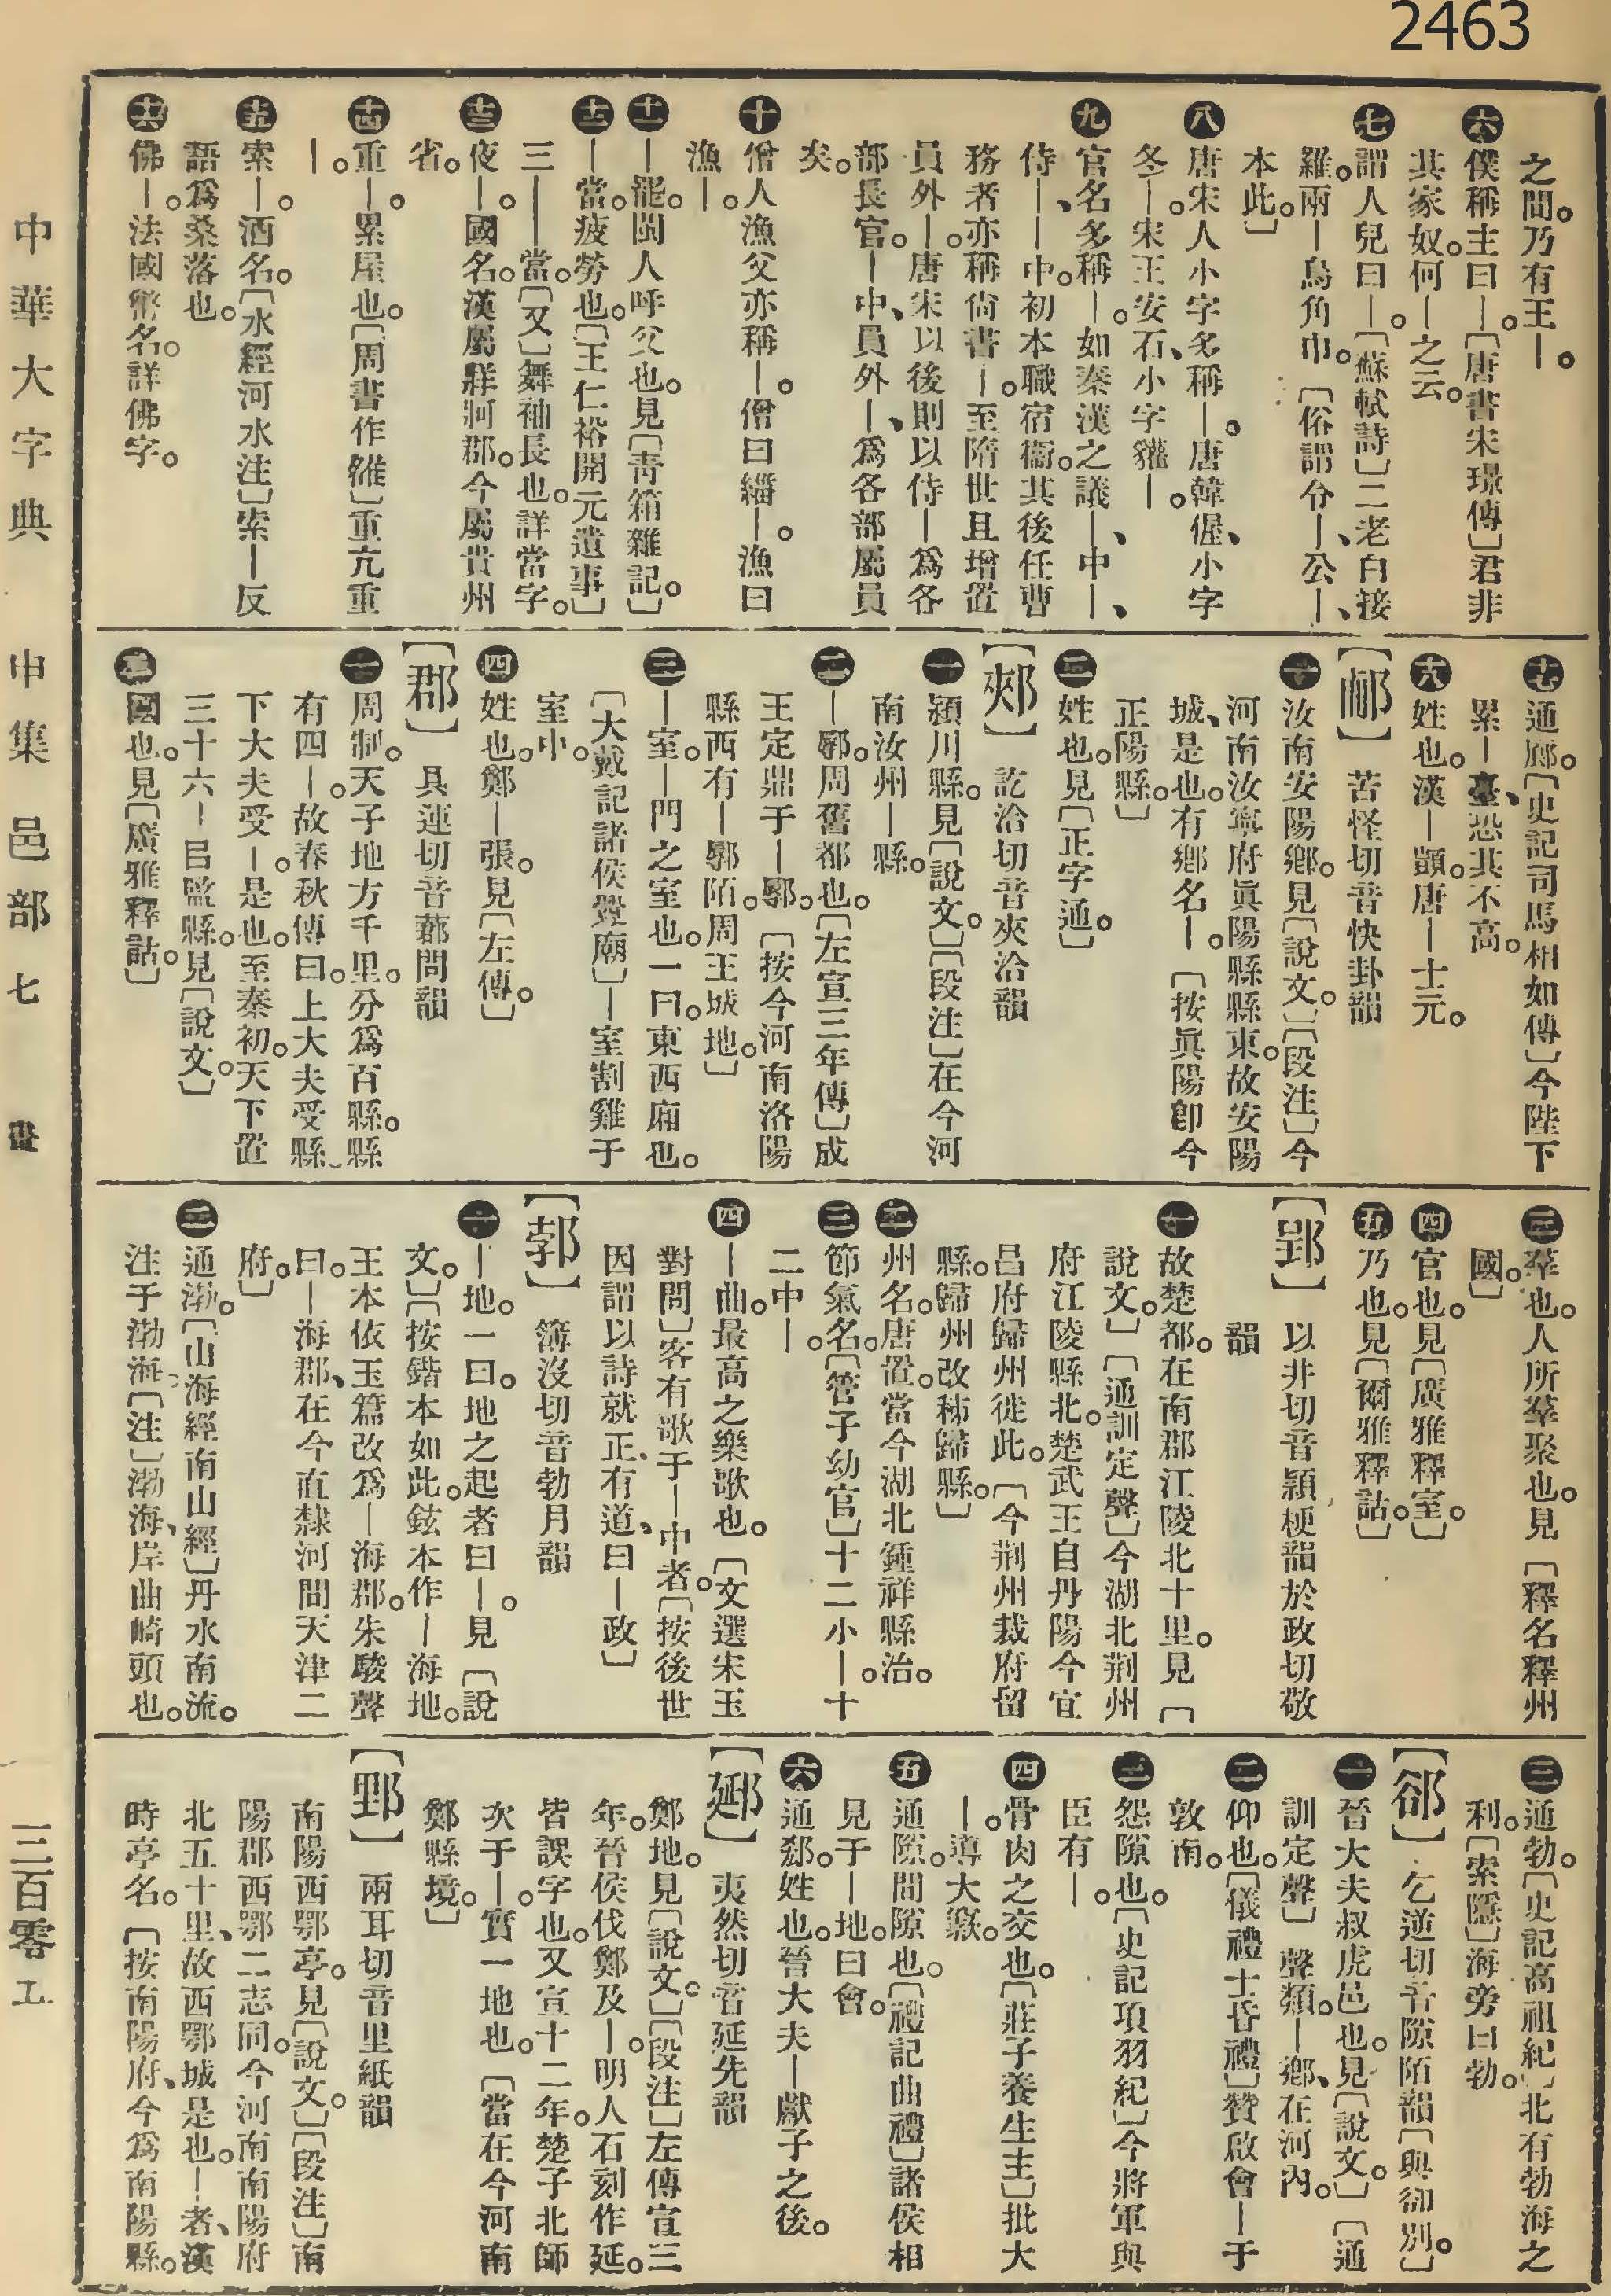 2463
之間。乃有王—。
㊅僕稱主曰—。〔唐書宋璟傳〕君非
其家奴。何—之云。
㊆謂人兒曰—。〔蘇軾詩〕二老白接
羅。兩—烏角巾。〔俗謂令—、公—、
本此。〕
㊇唐宋人小字多稱—。唐韓偓、小字
冬—。宋王安石、小字獾—。
㊈官名多稱—。如秦漢之議—、中—、
侍—、—中。初本職宿衞。其後任曹
務者亦稱尙書—。至隋世且增置
員外—。唐宋以後則以侍—爲各
部長官。—中、員外—、爲各部屬員
矣。
㊉僧人漁父亦稱—。僧曰緇—。漁曰
漁—。
十一—罷。閩人呼父也。見〔靑箱雜記。〕
十二—當。疲勞也。〔王仁裕開元遺事〕
三——當。〔又〕舞袖長也。詳當字。
十三夜—。國名。漢屬牂牁郡。今屬貴州
省。
十四重—。累屋也。〔周書作雒〕重亢重
—。
十五索—。酒名。〔水經河水注〕索—反
語爲桑落也。
十六佛—。法國幣名。詳佛字。
十七通廊。〔史記司馬相如傳〕今陛下
累—臺、恐其不高。
㊅姓也。漢—顗。唐—士元。
【𨛖】 苦怪切音快卦韻
㊀汝南安陽鄕。見〔說文。〕〔段注〕今
河南汝寧府眞陽縣縣東。故安陽
城、是也。有鄕名—。〔按眞陽卽今
正陽縣。〕
㊁姓也。見〔正字通。〕
【郟】 訖洽切音夾洽韻
㊀潁川縣。見〔說文。〕〔段注〕在今河
南汝州—縣。
㊁—鄏。周舊都也。〔左宣三年傳〕成
王定鼎于—鄏。〔按今河南洛陽
縣西有—鄏陌。周王城地。〕
㊂—室。—門之室也。一曰。東西廂也。
〔大戴記諸侯釁廟〕—室割雞于
室中。
㊃姓也。鄭—張。見〔左傳。〕
【郡】 具運切音𨞁問韻
㊀周制。天子地方千里。分爲百縣。縣
有四—。故春秋傳曰。上大夫受縣、
下大夫受—。是也。至秦初。天下置
三十六—。㠯監縣。見〔說文。〕
㊁國也。見〔廣雅釋詁。〕
㊂羣也。人所羣聚也。見〔釋名釋州
國。〕
㊃官也。見〔廣雅釋室。〕
㊄乃也。見〔爾雅釋詁。〕
【郢】 以井切音潁梗韻於政切敬
韻
㊀故楚都。在南郡江陵北十里。見〔
說文。〕〔通訓定聲〕今湖北荆州
府江陵縣北。楚武王自丹陽今宜
昌府歸州徙此。〔今荆州裁府留
縣。歸州改秭歸縣。〕
㊁州名。唐置。當今湖北鍾祥縣治。
㊂節氣名。〔管子幼官〕十二小—。十
二中—。
㊃—曲。最高之樂歌也。〔文選宋玉
對問〕客有歌于—中者。〔按後世
因謂以詩就正、有道、曰—政〕
【郣】 簿沒切音勃月韻
㊀—地。一曰。地之起者曰—。見〔說
文。〕〔按鍇本如此。鉉本作—海地。
王本依玉篇改爲—海郡。朱駿聲
曰。—海郡、在今直隸河間天津二
府。〕
㊁通渤。〔山海經南山經〕丹水南流。
注于渤海。〔注〕渤海、岸曲崎頭也。
㊂通勃。〔史記高祖紀〕北有勃海之
利。〔索隱〕海旁曰勃。
【郤】 乞逆切音隙陌韻〔與卻別。〕
㊀晉大夫叔虎邑也。見〔說文。〕〔通
訓定聲〕聲類。—鄕、在河內。
㊁仰也。〔儀禮士昏禮〕贊啟會—于
敦南。
㊂怨隙也。〔史記項羽紀〕今將軍與
臣有—。
㊃骨肉之交也。〔莊子養生主〕批大
—。導大窾。
㊄通隙。間隙也。〔禮記曲禮〕諸侯相
見于—地曰會。
㊅通郄。姓也。晉大夫—獻子之後。
【郔】 夷然切音延先韻
鄭地。見〔說文。〕〔段注〕左傳宣三
年。晉侯伐鄭及—。明人石刻作延。
皆誤字也。又宣十二年。楚子北師
次于—。實一地也。〔當在今河南
鄭縣境。〕
【郢】 兩耳切音里紙韻
南陽西鄂亭。見〔說文。〕〔段注〕南
陽郡西鄂二志同。今河南南陽府
北五十里、故西鄂城是也。—者、漢
時亭名。〔按南陽府、今爲南陽縣。
中華大字典 申集 邑部 七畫 三百零五